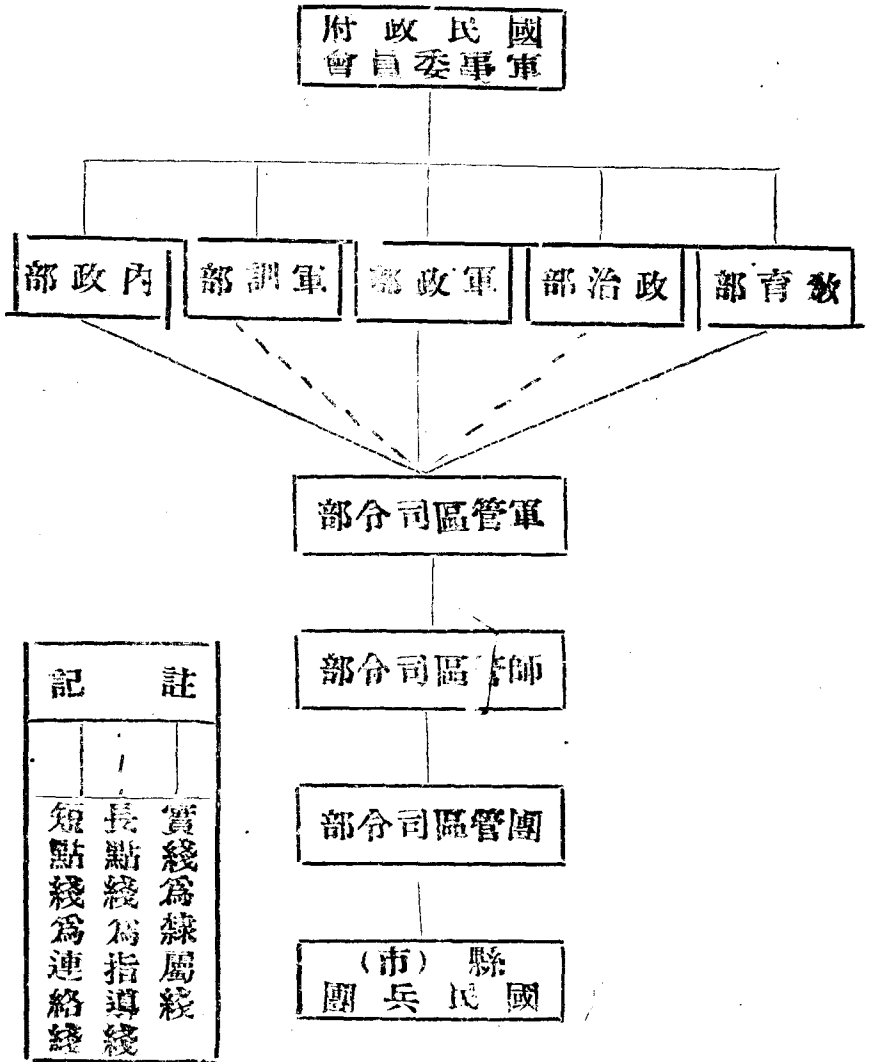 國民政府
軍事委員會
教育部
政治部
軍政部
軍訓部
內政部
軍管區司令部
師管區司令部
團管區司令部
縣(市)
國民兵團
註記
實綫爲隸屬綫
長點綫爲指導綫
短點綫爲連絡綫